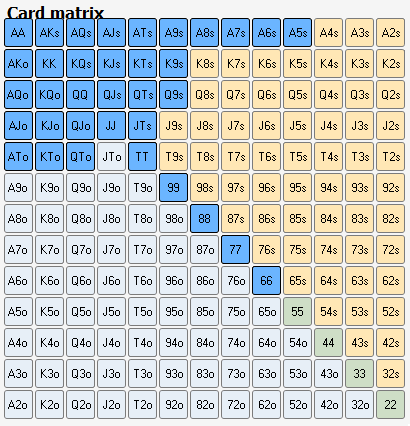 Card matrix
AA AKs AQs AJs ATs A9s A8s A7s A6s A5s A4s A3s A2s
AKo KK KQs KJs KTs K9s K8s K7s K6s K5s K4s K3s K2s
AQo KQo QQ QJs QTs Q9s Q8s Q7s Q6s Q5s Q4s Q3s Q2s
AJo KJo QJo JJ JTs J9s J8s J7s J6s J5s J4s J3s J2s
ATo KTo QTo JTo TT T9s T8s T7s T6s T5s T4s T3s T2s
A9o K9o Q9o J9o T9o 99 98s 97s 96s 95s 94s 93s 92s
A8o K8o Q8o J8o T8o 98o 88 87s 86s 85s 84s 83s 82s
A7o K7o Q7o J7o T7o 97o 87o 77 76s 75s 74s 73s 72s
A6o K6o Q6o J6o T6o 96o 86o 76o 66 65s 64s 63s 62s
A5o K5o Q5o J5o T5o 95o 85o 75o 65o 55 54s 53s 52s
A4o K4o Q4o J4o T4o 94o 84o 74o 64o 54o 44 43s 42s
A3o K3o Q3o J3o T3o 93o 83o 73o 63o 53o 43o 33 32s
A2o K2o Q2o J2o T2o 92o 82o 72o 62o 52o 42o 32o 22